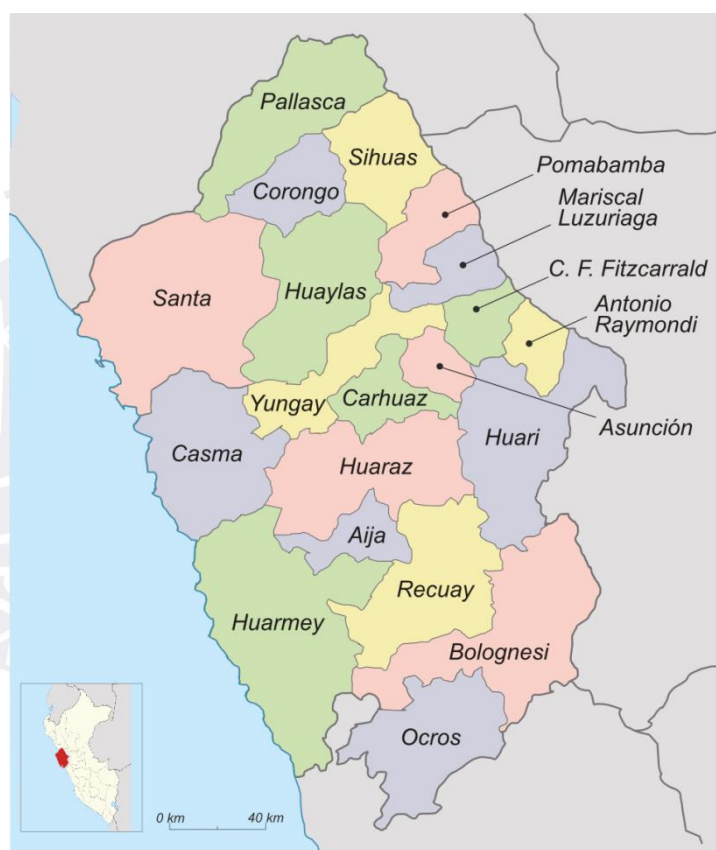 Pallasca
Sihuas
Pomabamba
Corongo
Mariscal
Luzuriaga
C. F. Fitzcarrald
Santa
Huaylas
Antonio
Raymondi
Yungay
Carhuaz
Asunción
Casma
Huari
Huaraz
Aija
Recuay
Huarmey
Bolognesi
Ocros
0 km
40 km